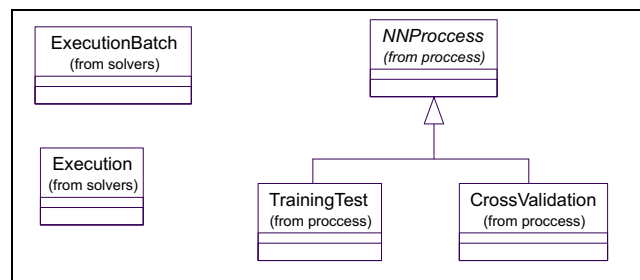 ExecutionBatch
(from solvers)
NNProccess
(from proccess)
Execution
(from solvers)
TrainingTest
(from proccess)
CrossValidation
(from proccess)